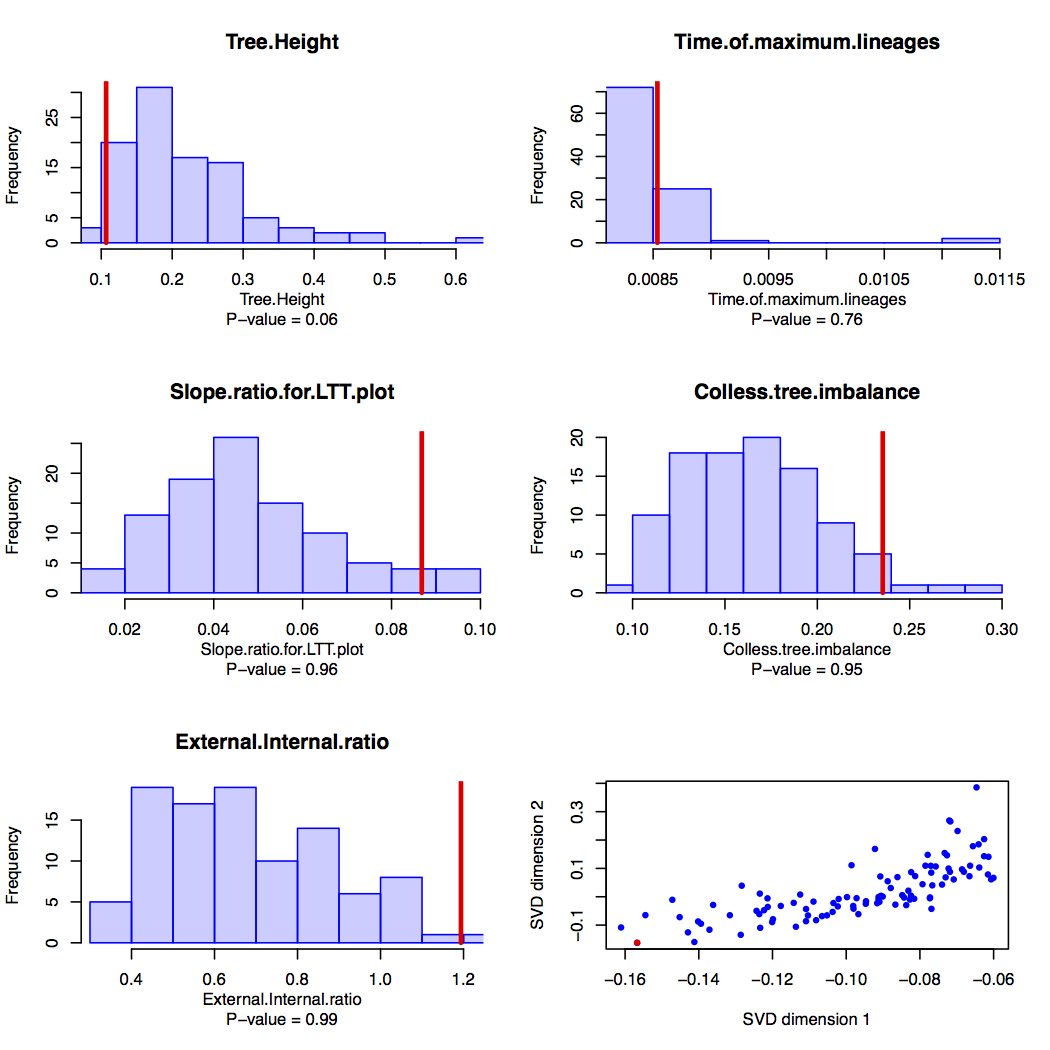 Tree.Height
Frequency
0 5 15 25
0.1 0.2 0.3 0.4 0.5 0.6
Tree.Height
P−value = 0.06
Time.of.maximum.lineages
Frequency
0 20 40 60
0.0085 0.0095 0.0105 0.0115
Time.of.maximum.lineages
P−value = 0.76
Slope.ratio.for.LTT.plot
Frequency
0 5 10 20
0.02 0.04 0.06 0.08 0.10
Slope.ratio.for.LTT.plot
P−value = 0.96
Colless.tree.imbalance
Frequency
0 5 10 15 20
0.10 0.15 0.20 0.25 0.30
Colless.tree.imbalance
P−value = 0.95
External.Internal.ratio
Frequency
0 5 10 15
0.4 0.6 0.8 1.0 1.2
External.Internal.ratio
P−value = 0.99
SVD dimension 2
−0.1 0.1 0.3
−0.16 −0.14 −0.12 −0.10 −0.08 −0.06
SVD dimension 1